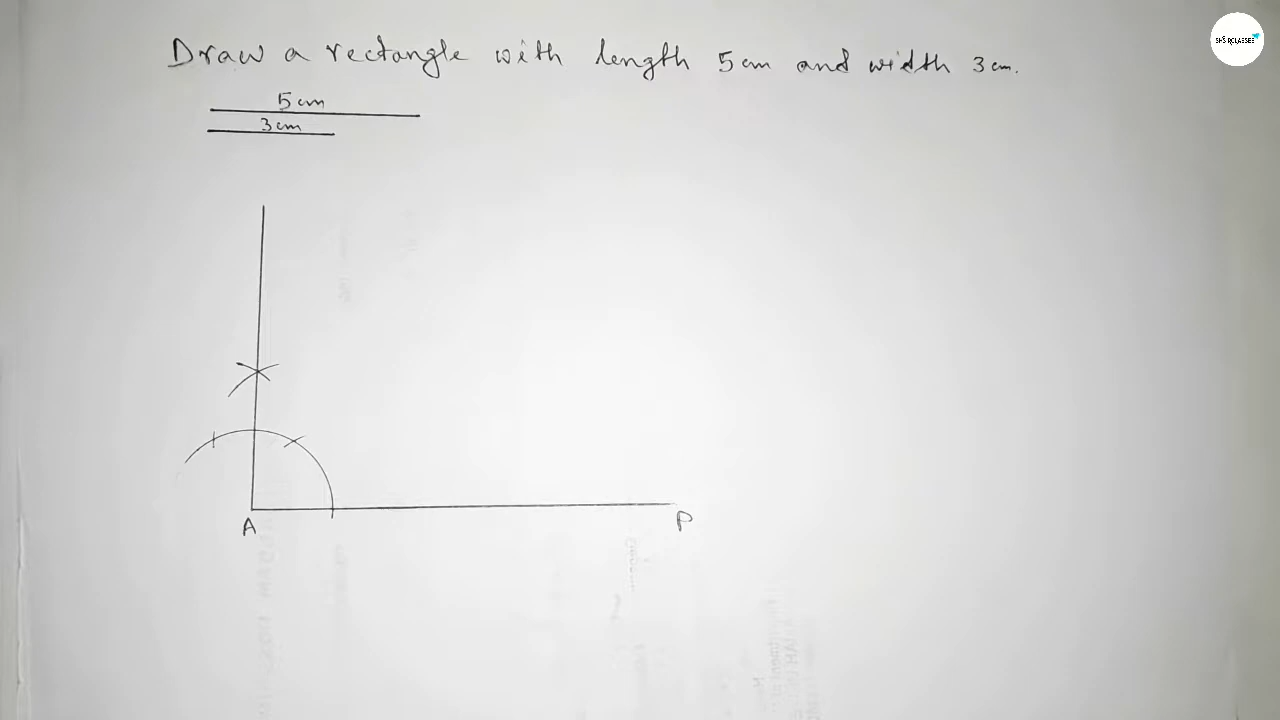 Draw a rectangle with length 5cm and width 3cm.
5cm
3cm
A
P